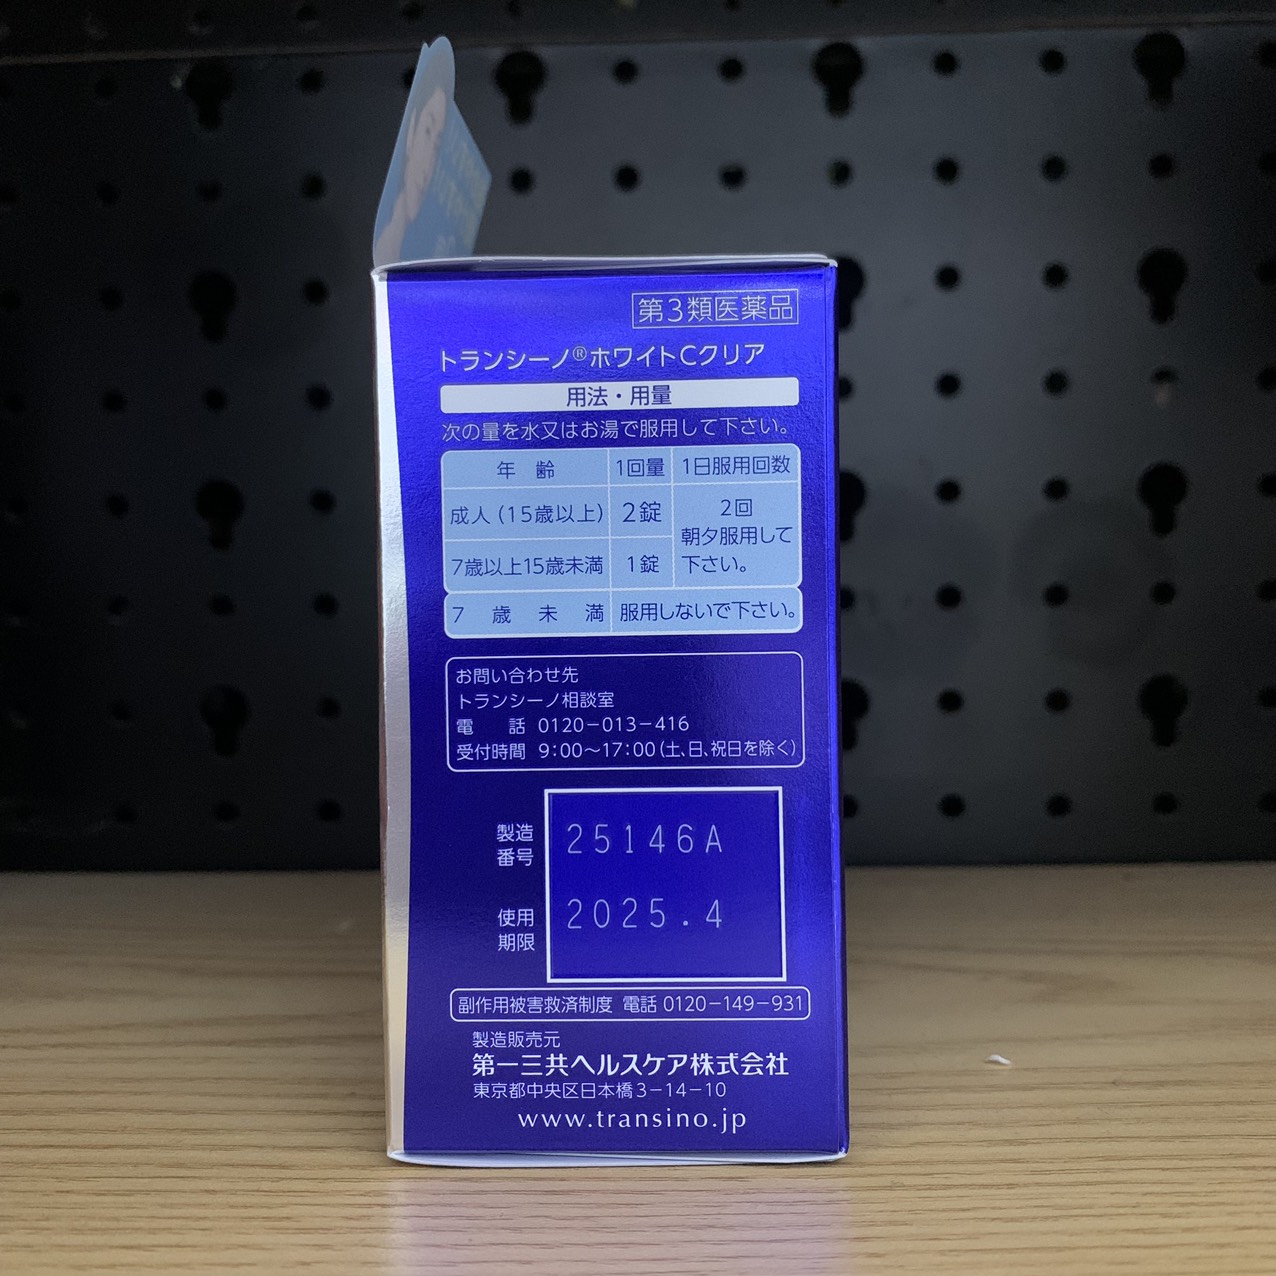 第3類医薬品
トランシーノ®ホワイトCクリア
用法・用量
次の量を水又はお湯で服用して下さい。
年 齢 1回量 1日服用回数
成人(15歳以上) 2錠 2回
朝夕服用して
7歳以上15歳未満 1錠 下さい。
7 歳 未 満 服用しないで下さい。
お問い合わせ先
トランシーノ相談室
電 話 0120−013−416
受付時間 9:00〜17:00(土、日、祝日を除く)
製造
番号 25146A
使用
期限 2025.4
副作用被害救済制度 電話 0120−149−931
製造販売元
第一三共ヘルスケア株式会社
東京都中央区日本橋3−14−10
www.transino.jp